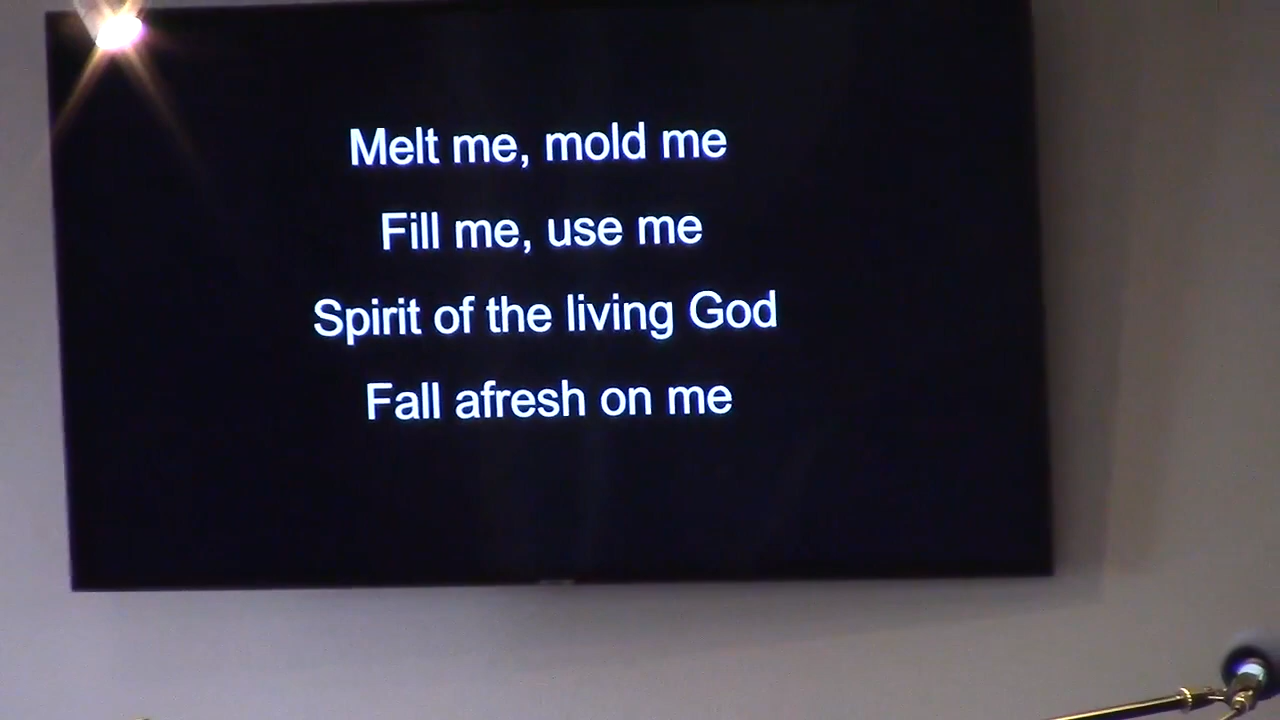 Melt me, mold me
Fill me, use me
Spirit of the living God
Fall afresh on me